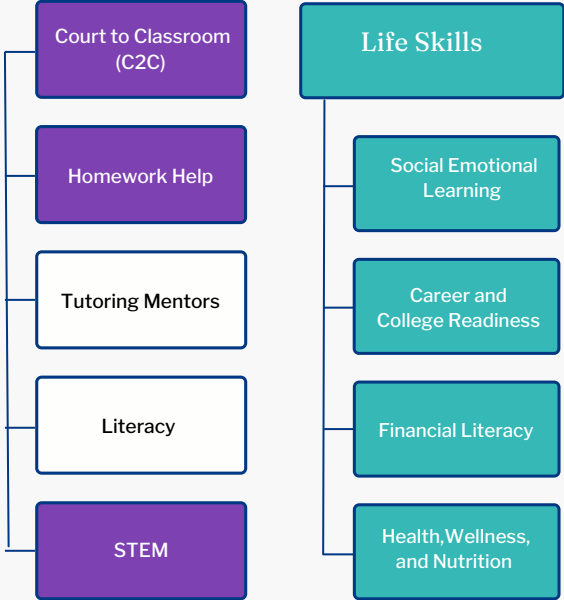 Court to Classroom
(C2C)
Homework Help
Tutoring Mentors
Literacy
STEM
Life Skills
Social Emotional
Learning
Career and
College Readiness
Financial Literacy
Health,Wellness,
and Nutrition